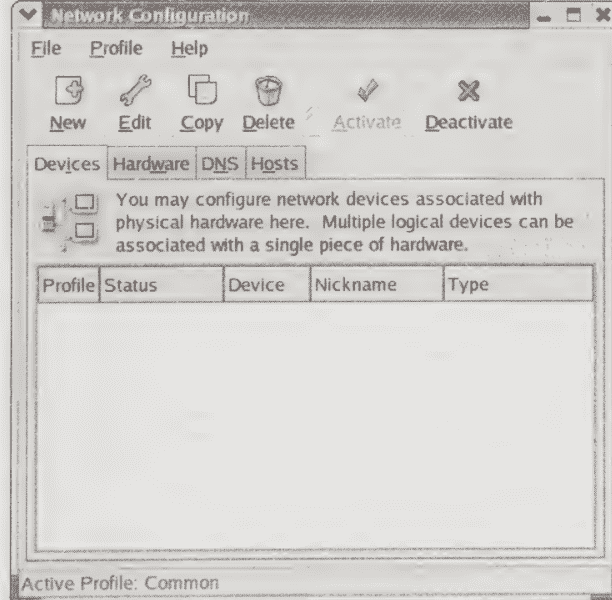 Network Configuration
File Profile Help
New Edit Copy Delete Activate Deactivate
Devices Hardware DNS Hosts
You may configure network devices associated with
physical hardware here. Multiple logical devices can be
associated with a single piece of hardware.
Profile Status Device Nickname Type
Active Profile: Common